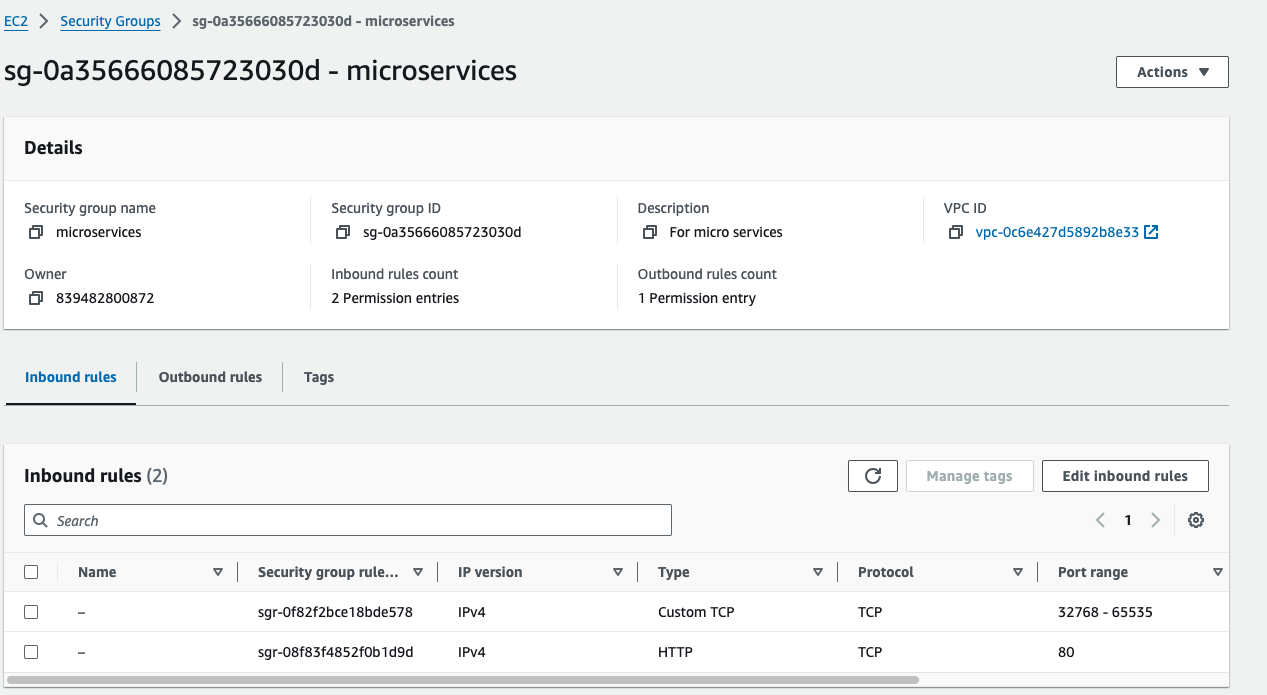 EC2 > Security Groups > sg-0a35666085723030d - microservices
sg-0a35666085723030d - microservices
Actions ▼
Details
Security group name
microservices
Security group ID
sg-0a35666085723030d
Description
For micro services
VPC ID
vpc-0c6e427d5892b8e33
Owner
839482800872
Inbound rules count
2 Permission entries
Outbound rules count
1 Permission entry
Inbound rules Outbound rules Tags
Inbound rules (2)
Manage tags Edit inbound rules
Search
< 1 >
Name Security group rule... IP version Type Protocol Port range
– sgr-0f82f2bce18bde578 IPv4 Custom TCP TCP 32768 - 65535
– sgr-08f83f4852f0b1d9d IPv4 HTTP TCP 80